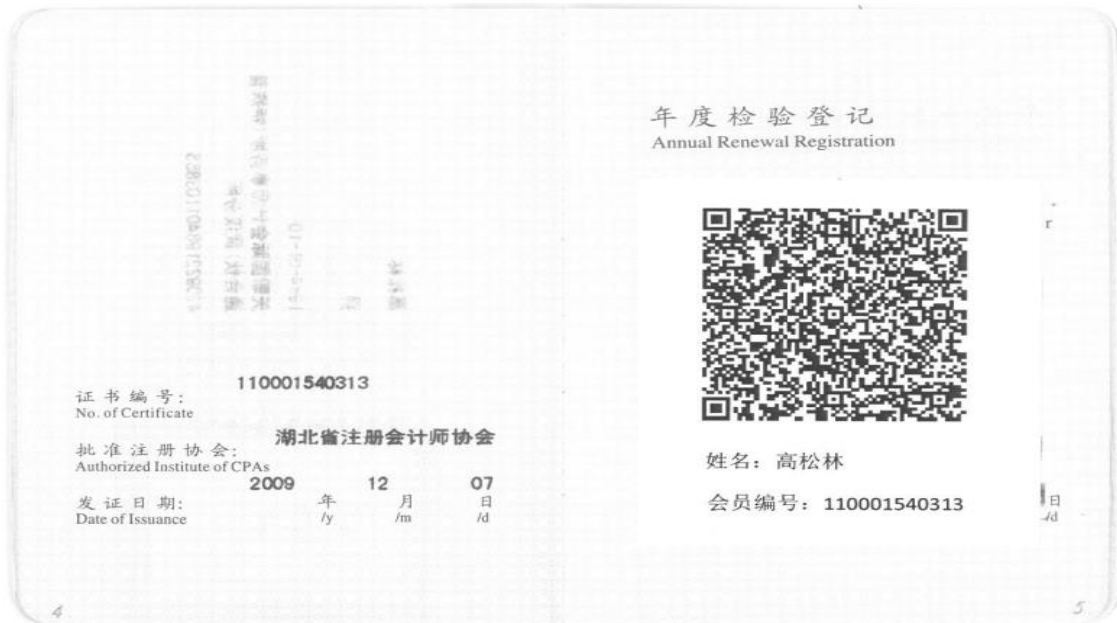 证书编号:
No. of Certificate
110001540313
批准注册协会:
Authorized Institute of CPAs
湖北省注册会计师协会
发证日期:
Date of Issuance
2009 年 12 月 07 日
/y /m /d
4
年度检验登记
Annual Renewal Registration
r
姓名：高松林
会员编号：110001540313
日
/d
5